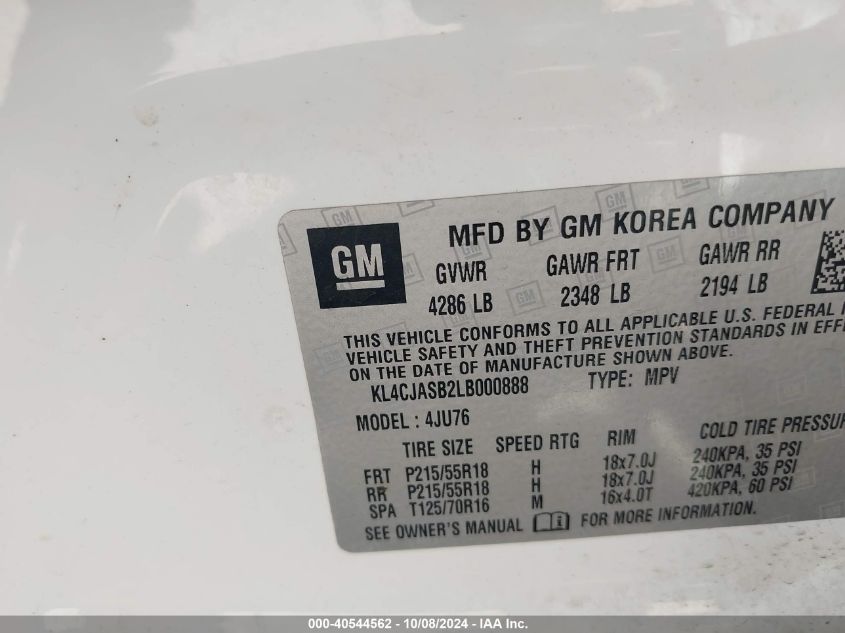 GM
MFD BY GM KOREA COMPANY
GVWR GAWR FRT GAWR RR
4286 LB 2348 LB 2194 LB
THIS VEHICLE CONFORMS TO ALL APPLICABLE U.S. FEDERAL
VEHICLE SAFETY AND THEFT PREVENTION STANDARDS IN EFF
ON THE DATE OF MANUFACTURE SHOWN ABOVE.
KL4CJASB2LB000888 TYPE: MPV
MODEL: 4JU76
TIRE SIZE SPEED RTG RIM COLD TIRE PRESSUR
FRT P215/55R18 H 18x7.0J 240KPA, 35 PSI
RR P215/55R18 H 18x7.0J 240KPA, 35 PSI
SPA T125/70R16 M 16x4.0T 420KPA, 60 PSI
SEE OWNER'S MANUAL FOR MORE INFORMATION.
000-40544562 - 10/08/2024 - IAA Inc.